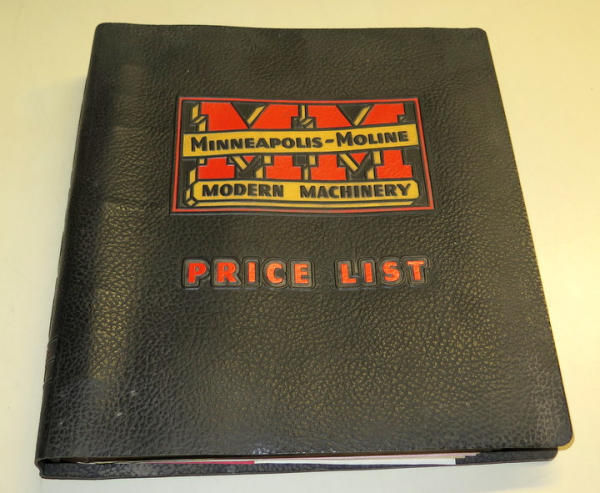 MM
MINNEAPOLIS-MOLINE
MODERN MACHINERY
PRICE LIST